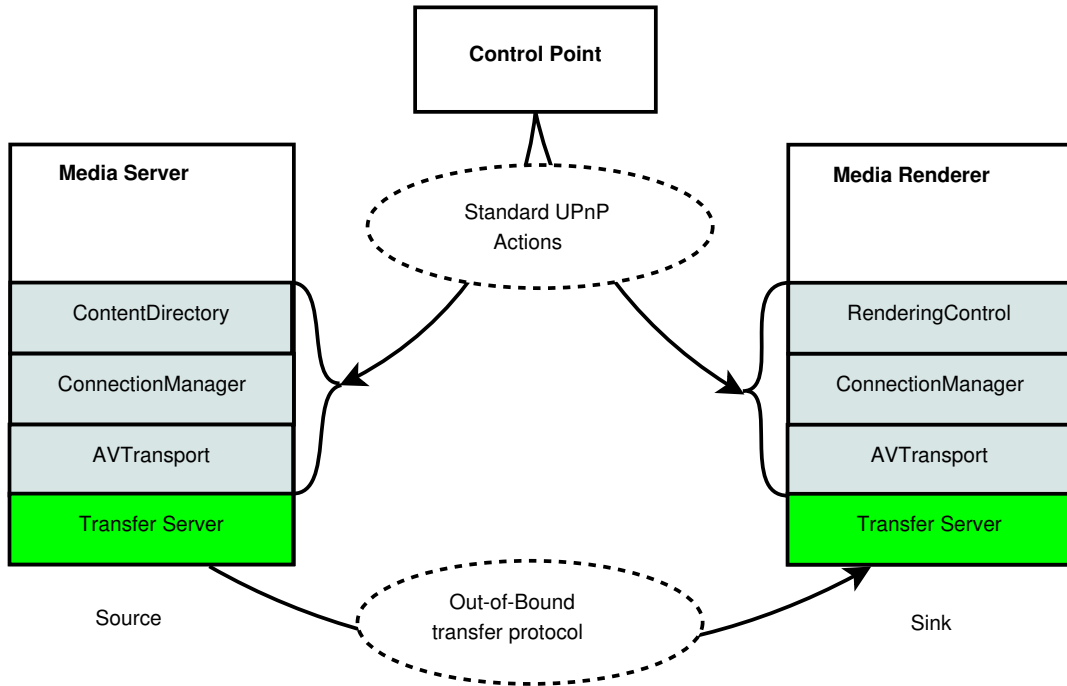 Control Point
Media Server
Media Renderer
Standard UPnP
Actions
ContentDirectory
ConnectionManager
AVTransport
Transfer Server
RenderingControl
ConnectionManager
AVTransport
Transfer Server
Source
Out-of-Bound
transfer protocol
Sink